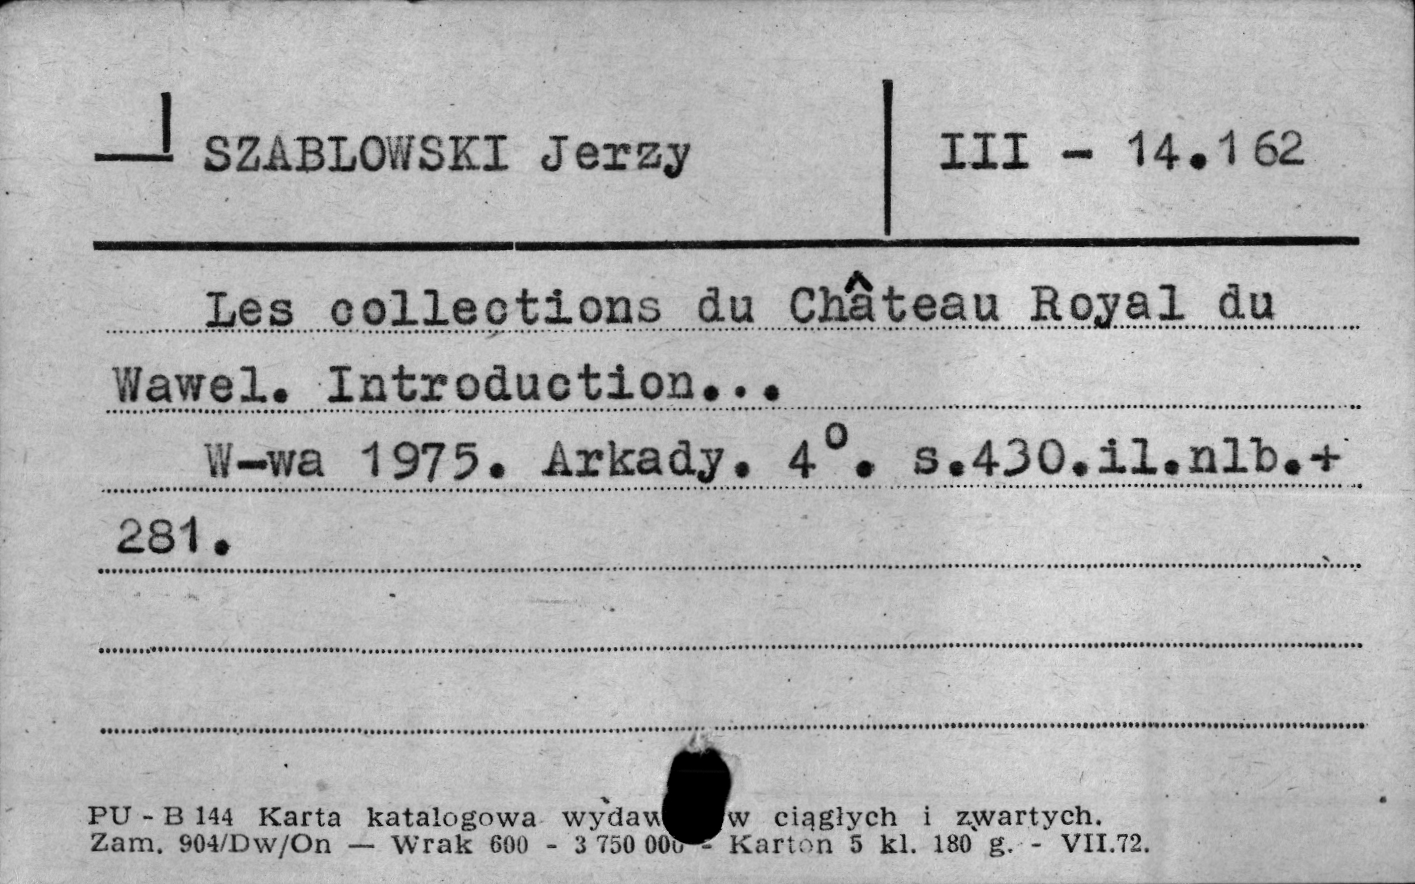 SZABLOWSKI Jerzy
III - 14.162
Les collections du Château Royal du
Wawel. Introduction...
W-wa 1975. Arkady. 4°. s.430.il.nlb.+
281.
PU - B 144 Karta katalogowa ciągłych i zwartych.
Zam. 904/Dw/On — Wrak 600 - 3 750 000 - Karton 5 kl. 180 g. - VII.72.